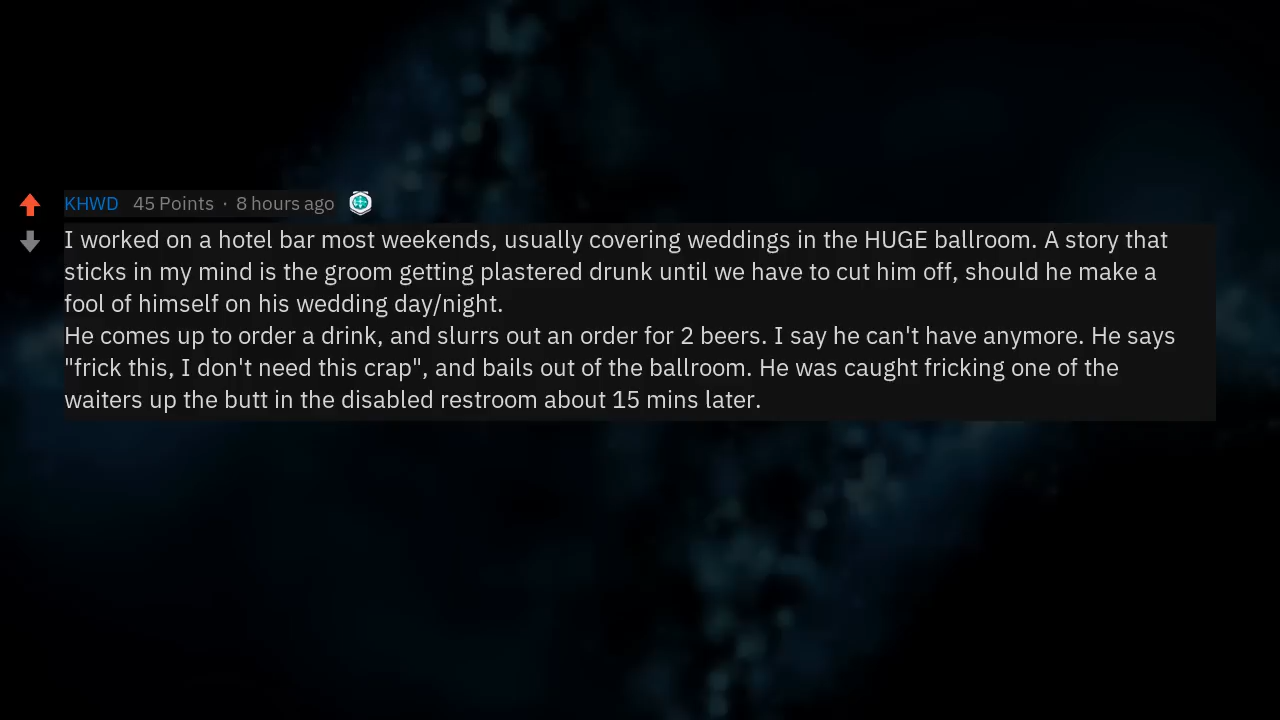 KHWD 45 Points · 8 hours ago
I worked on a hotel bar most weekends, usually covering weddings in the HUGE ballroom. A story that
sticks in my mind is the groom getting plastered drunk until we have to cut him off, should he make a
fool of himself on his wedding day/night.
He comes up to order a drink, and slurrs out an order for 2 beers. I say he can't have anymore. He says
"frick this, I don't need this crap", and bails out of the ballroom. He was caught fricking one of the
waiters up the butt in the disabled restroom about 15 mins later.